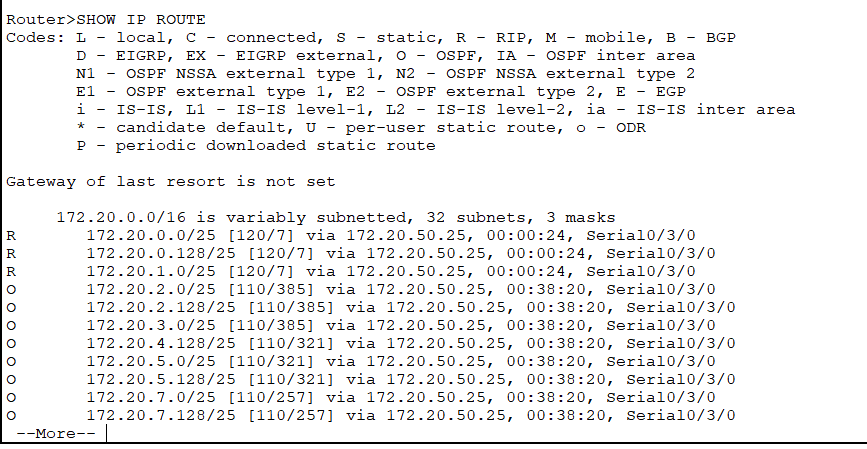 Router>SHOW IP ROUTE
Codes: L - local, C - connected, S - static, R - RIP, M - mobile, B - BGP
       D - EIGRP, EX - EIGRP external, O - OSPF, IA - OSPF inter area
       N1 - OSPF NSSA external type 1, N2 - OSPF NSSA external type 2
       E1 - OSPF external type 1, E2 - OSPF external type 2, E - EGP
       i - IS-IS, L1 - IS-IS level-1, L2 - IS-IS level-2, ia - IS-IS inter area
       * - candidate default, U - per-user static route, o - ODR
       P - periodic downloaded static route

Gateway of last resort is not set

     172.20.0.0/16 is variably subnetted, 32 subnets, 3 masks
R       172.20.0.0/25 [120/7] via 172.20.50.25, 00:00:24, Serial0/3/0
R       172.20.0.128/25 [120/7] via 172.20.50.25, 00:00:24, Serial0/3/0
R       172.20.1.0/25 [120/7] via 172.20.50.25, 00:00:24, Serial0/3/0
O       172.20.2.0/25 [110/385] via 172.20.50.25, 00:38:20, Serial0/3/0
O       172.20.2.128/25 [110/385] via 172.20.50.25, 00:38:20, Serial0/3/0
O       172.20.3.0/25 [110/385] via 172.20.50.25, 00:38:20, Serial0/3/0
O       172.20.4.128/25 [110/321] via 172.20.50.25, 00:38:20, Serial0/3/0
O       172.20.5.0/25 [110/321] via 172.20.50.25, 00:38:20, Serial0/3/0
O       172.20.5.128/25 [110/321] via 172.20.50.25, 00:38:20, Serial0/3/0
O       172.20.7.0/25 [110/257] via 172.20.50.25, 00:38:20, Serial0/3/0
O       172.20.7.128/25 [110/257] via 172.20.50.25, 00:38:20, Serial0/3/0
 --More--